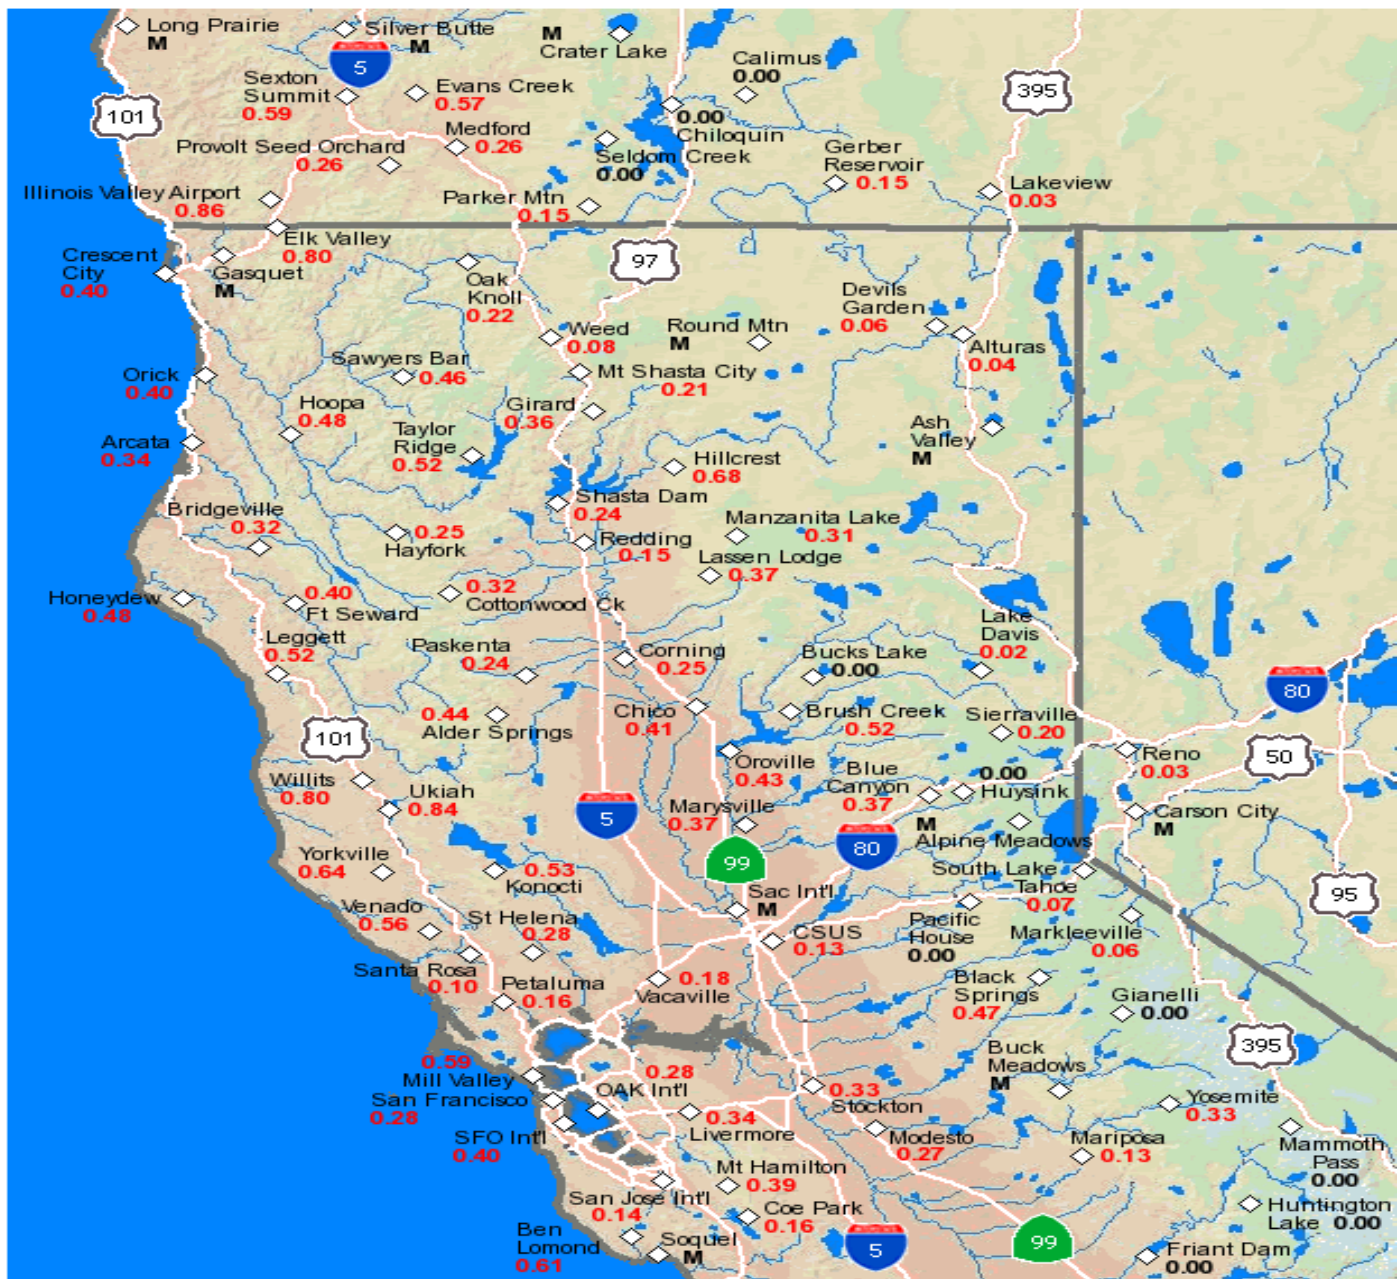 Long Prairie
M
Silver Butte
M
M
Crater Lake
5
Calimus
0.00
395
101
Sexton
Summit
0.59
Evans Creek
0.57
Medford
0.26
0.00
Chiloquin
Provolt Seed Orchard
0.26
Seldom Creek
0.00
Gerber
Reservoir
0.15
Illinois Valley Airport
0.86
Parker Mtn
0.15
Lakeview
0.03
Elk Valley
0.80
Crescent
City
0.40
Gasquet
M
97
Oak
Knoll
0.22
Devils
Garden
0.06
Weed
0.08
Round Mtn
M
Alturas
0.04
Sawyers Bar
0.46
Mt Shasta City
0.21
Orick
0.40
Hoopa
0.48
Girard
0.36
Arcata
0.34
Taylor
Ridge
0.52
Ash
Valley
M
Hillcrest
0.68
Shasta Dam
0.24
Bridgeville
0.32
0.25
Hayfork
Redding
0.15
Manzanita Lake
0.31
Lassen Lodge
0.37
Honeydew
0.48
0.40
Ft Seward
0.32
Cottonwood Ck
Leggett
0.52
Paskenta
0.24
Corning
0.25
Bucks Lake
0.00
Lake
Davis
0.02
80
0.44
Alder Springs
Chico
0.41
Brush Creek
0.52
Sierraville
0.20
101
Oroville
0.43
Reno
0.03
50
Willits
0.80
Ukiah
0.84
Blue
Canyon
0.37
0.00
Huysink
5
Marysville
0.37
80
M
Alpine Meadows
Carson City
M
99
Yorkville
0.64
0.53
Konocti
South Lake
Tahoe
0.07
95
Sac Int'l
M
Venado
0.56
St Helena
0.28
CSUS
0.13
Pacific
House
0.00
Markleeville
0.06
Santa Rosa
0.10
Petaluma
0.16
0.18
Vacaville
Black
Springs
0.47
Gianelli
0.00
395
0.59
Mill Valley
0.28
OAK Int'l
Buck
Meadows
M
San Francisco
0.28
0.34
Livermore
0.33
Stockton
Yosemite
0.33
SFO Int'l
0.40
Modesto
0.27
Mariposa
0.13
Mammoth
Pass
0.00
Mt Hamilton
0.39
San Jose Int'l
0.14
Coe Park
0.16
Huntington
Lake 0.00
Ben
Lomond
0.61
Soquel
M
5
99
Friant Dam
0.00